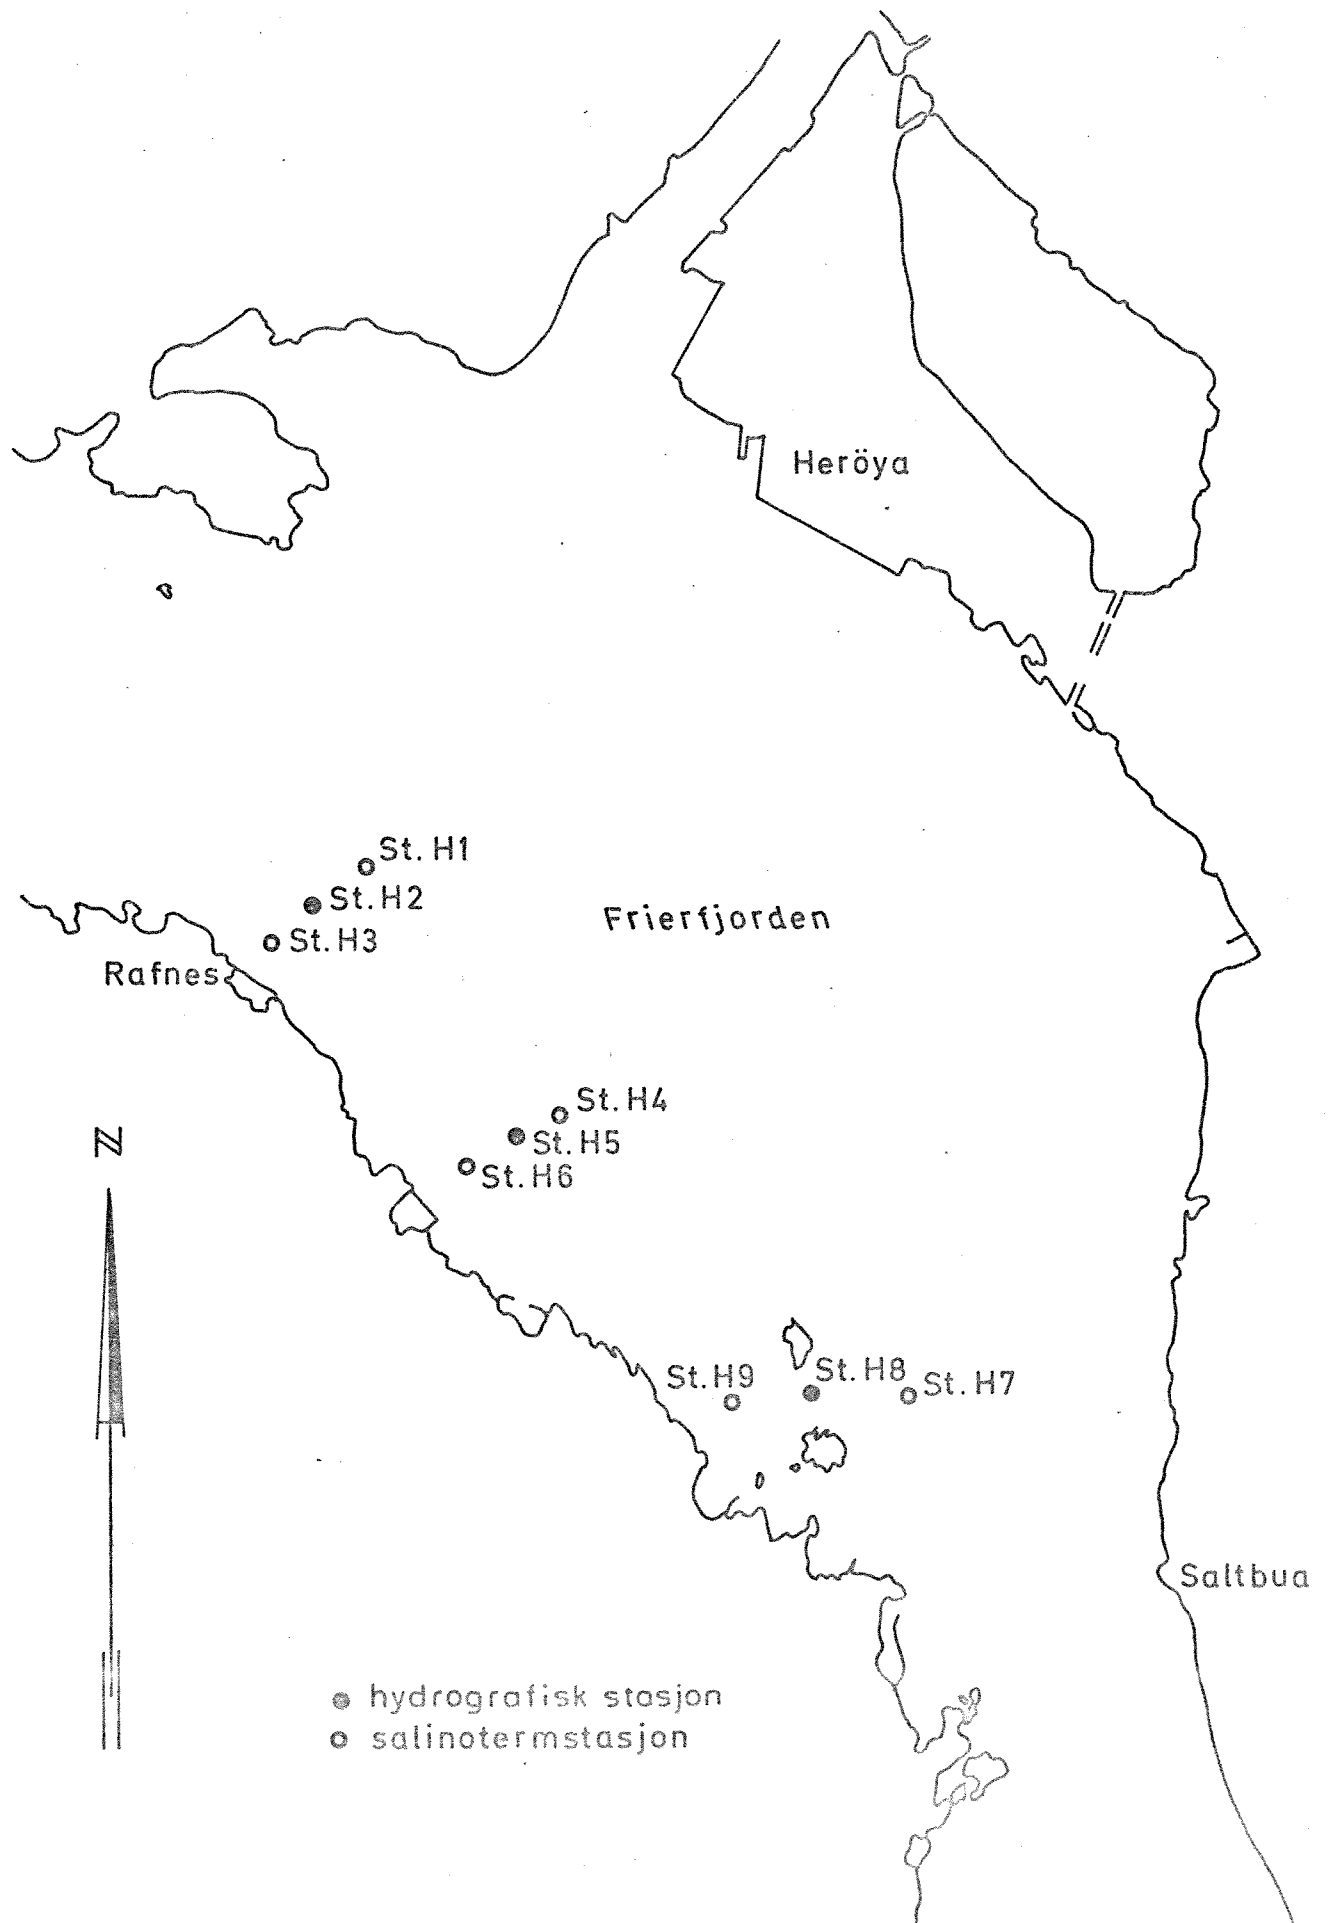 Heröya
St. H1
St. H2
Frierfjorden
St. H3
Rafnes
St. H4
N
St. H5
St. H6
St. H8
St. H9
St. H7
Saltbua
hydrografisk stasjon
salinotermstasjon